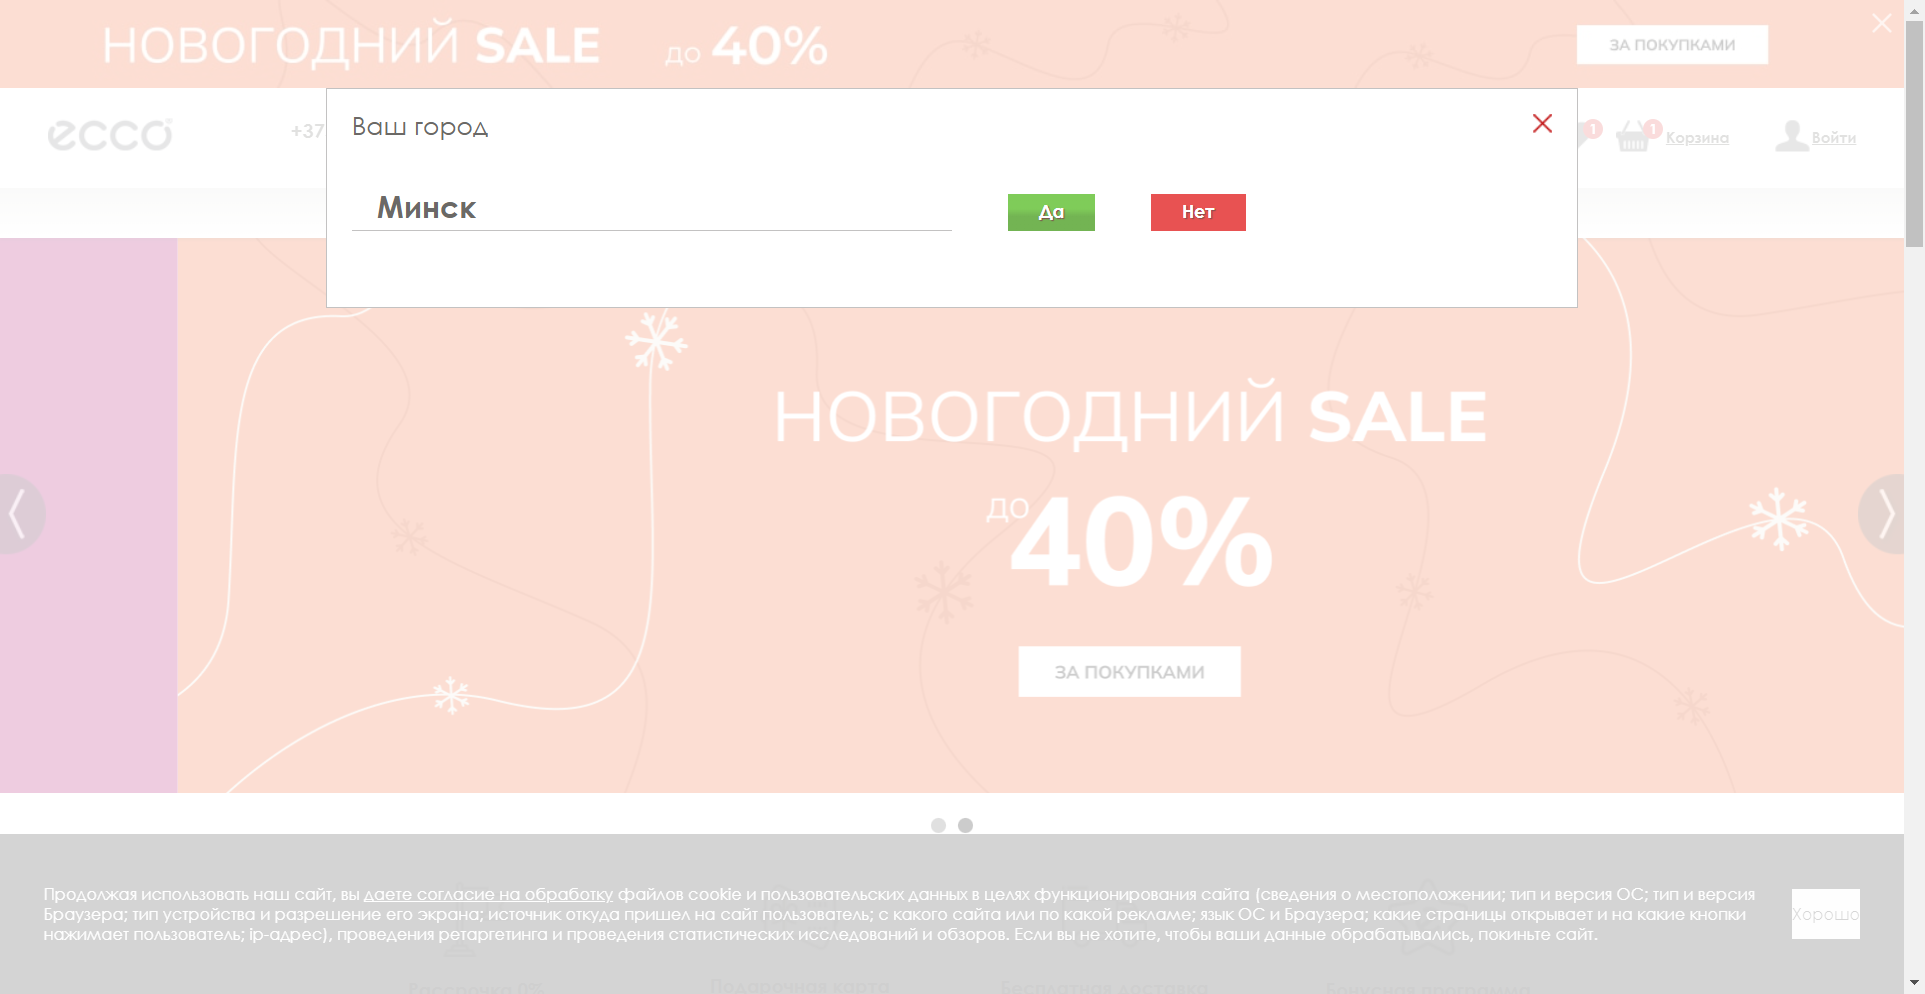 НОВОГОДНИЙ SALE до 40%
ЗА ПОКУПКАМИ
ecco
+37
Ваш город
1
1
Корзина
Войти
Минск
Да
Нет
НОВОГОДНИЙ SALE
до 40%
ЗА ПОКУПКАМИ
Продолжая использовать наш сайт, вы даете согласие на обработку файлов cookie и пользовательских данных в целях функционирования сайта (сведения о местоположении; тип и версия ОС; тип и версия
Браузера; тип устройства и разрешение его экрана; источник откуда пришел на сайт пользователь; с какого сайта или по какой рекламе; язык ОС и Браузера; какие страницы открывает и на какие кнопки
нажимает пользователь; ip-адрес), проведения ретаргетинга и проведения статистических исследований и обзоров. Если вы не хотите, чтобы ваши данные обрабатывались, покиньте сайт.
Хорошо
Рассрочка 0%
Подарочная карта
Бесплатная доставка
Бонусная программа